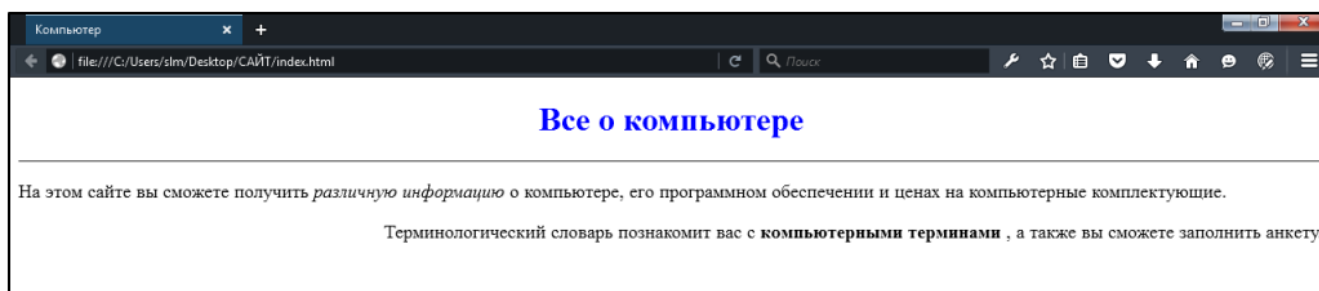 Компьютер
file:///C:/Users/slm/Desktop/САЙТ/index.html
Поиск
Все о компьютере
На этом сайте вы сможете получить различную информацию о компьютере, его программном обеспечении и ценах на компьютерные комплектующие.
Терминологический словарь познакомит вас с компьютерными терминами , а также вы сможете заполнить анкету